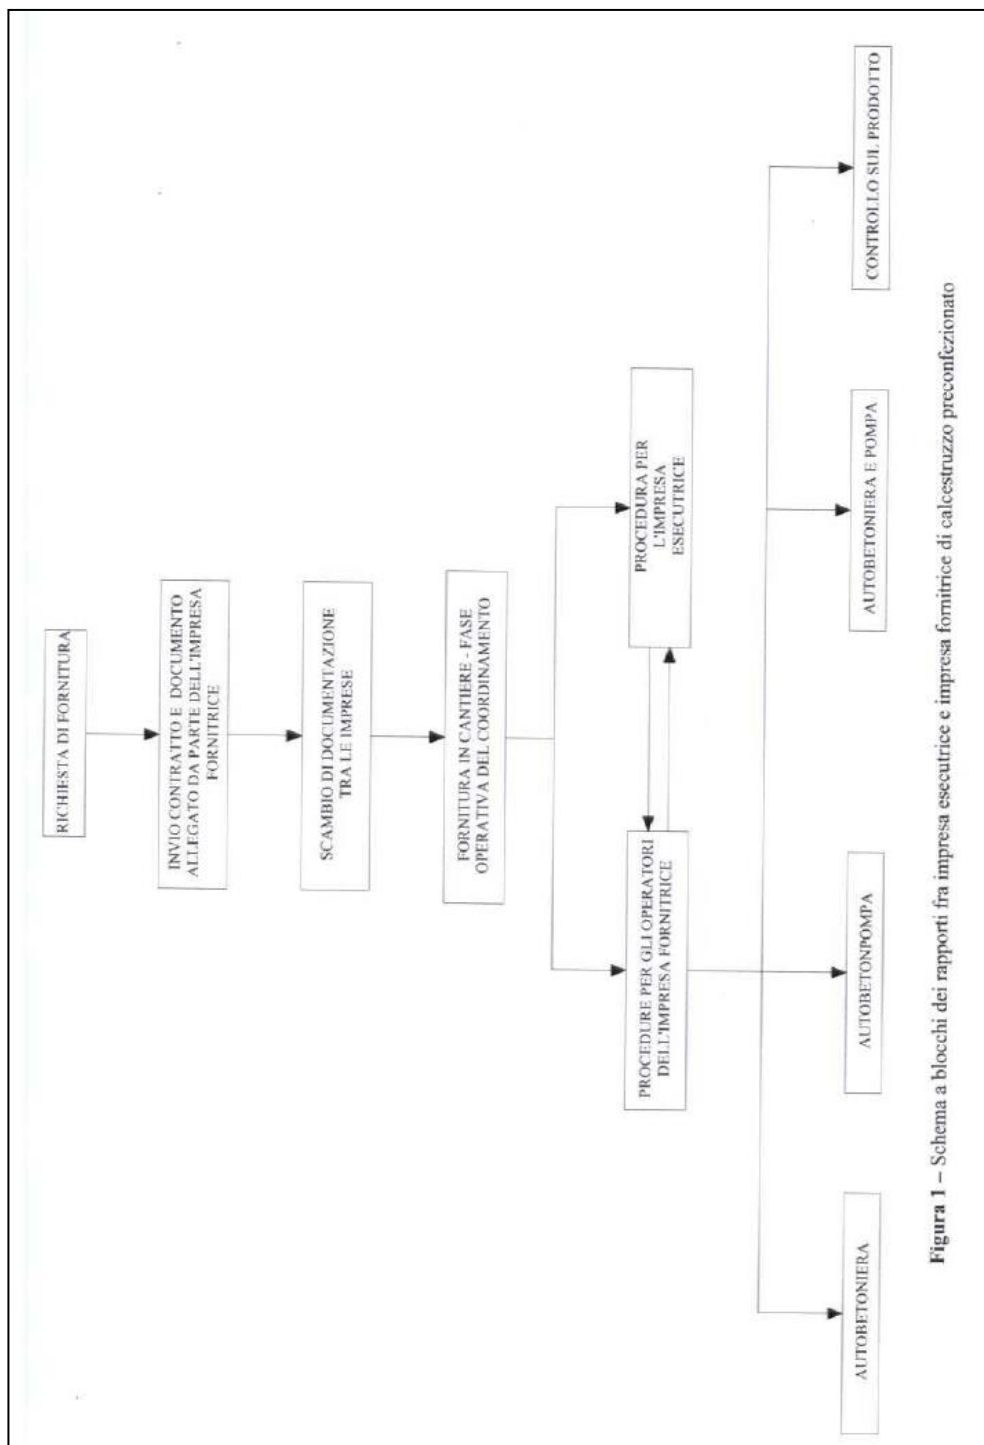 RICHIESTA DI FORNITURA
INVIO CONTRATTO E DOCUMENTO
ALLEGATO DA PARTE DELL'IMPRESA
FORNITRICE
SCAMBIO DI DOCUMENTAZIONE
TRA LE IMPRESE
FORNITURA IN CANTIERE - FASE
OPERATIVA DEL COORDINAMENTO
PROCEDURE PER GLI OPERATORI
DELL'IMPRESA FORNITRICE
PROCEDURA PER
L'IMPRESA
ESECUTRICE
AUTOBETONIERA
AUTOBETONPOMPA
AUTOBETONIERA E POMPA
CONTROLLO SUL PRODOTTO
Figura 1 – Schema a blocchi dei rapporti fra impresa esecutrice e impresa fornitrice di calcestruzzo preconfezionato